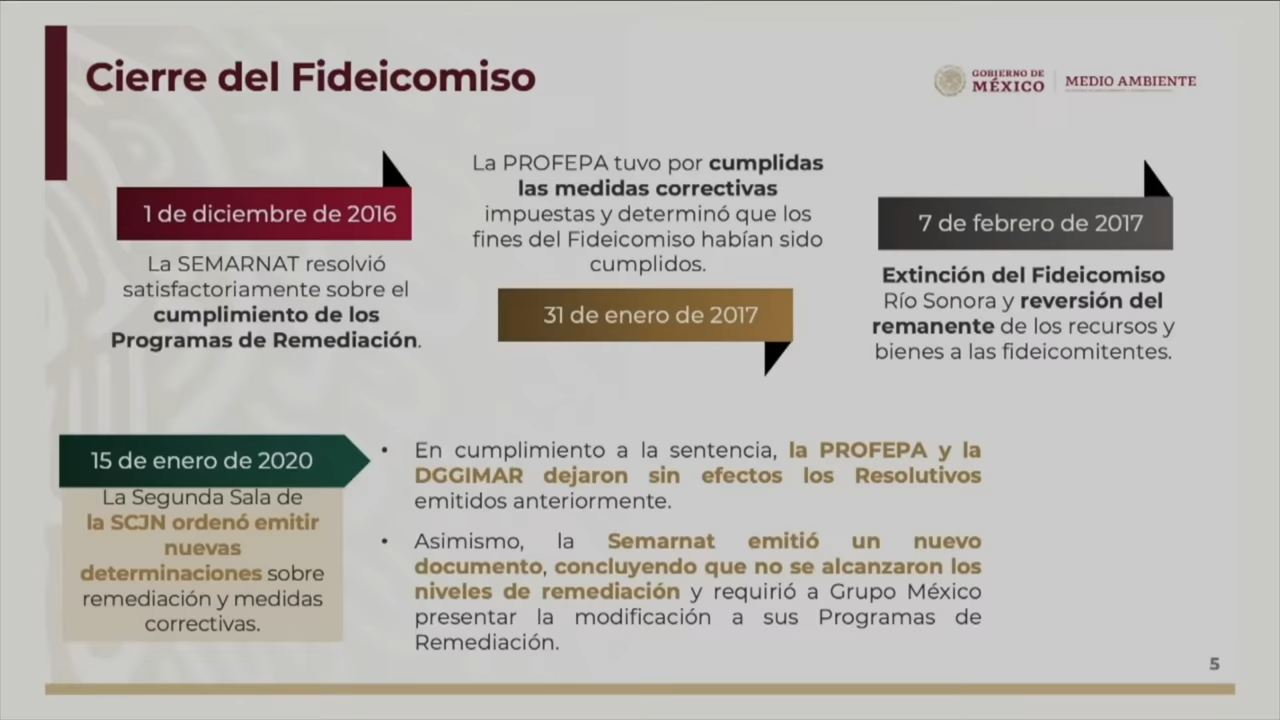 Cierre del Fideicomiso
GOBIERNO DE
MÉXICO
MEDIO AMBIENTE
1 de diciembre de 2016
La SEMARNAT resolvió
satisfactoriamente sobre el
cumplimiento de los
Programas de Remediación.
La PROFEPA tuvo por cumplidas
las medidas correctivas
impuestas y determinó que los
fines del Fideicomiso habían sido
cumplidos.
31 de enero de 2017
7 de febrero de 2017
Extinción del Fideicomiso
Río Sonora y reversión del
remanente de los recursos y
bienes a las fideicomitentes.
15 de enero de 2020
La Segunda Sala de
la SCJN ordenó emitir
nuevas
determinaciones sobre
remediación y medidas
correctivas.
• En cumplimiento a la sentencia, la PROFEPA y la
DGGIMAR dejaron sin efectos los Resolutivos
emitidos anteriormente.
• Asimismo, la Semarnat emitió un nuevo
documento, concluyendo que no se alcanzaron los
niveles de remediación y requirió a Grupo México
presentar la modificación a sus Programas de
Remediación.
5